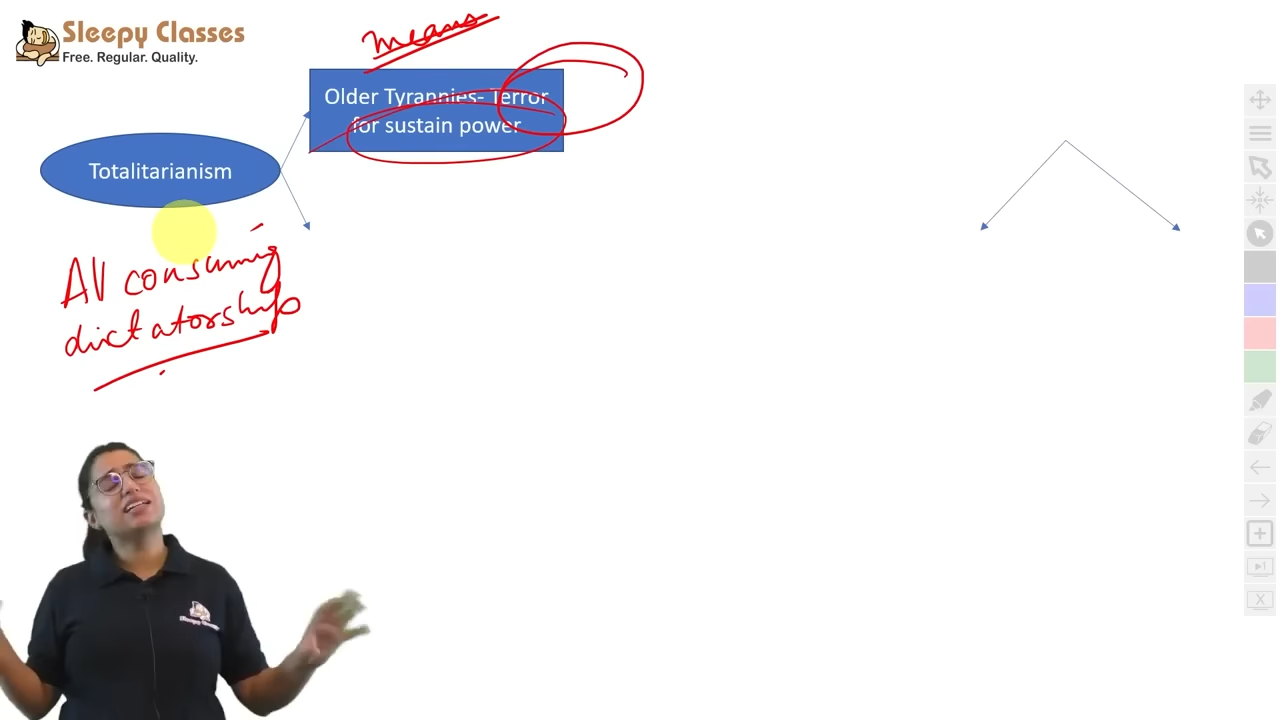 Sleepy Classes
Free. Regular. Quality.
means
Older Tyrannies- Terror
for sustain power
Totalitarianism
All consuming
dictatorship